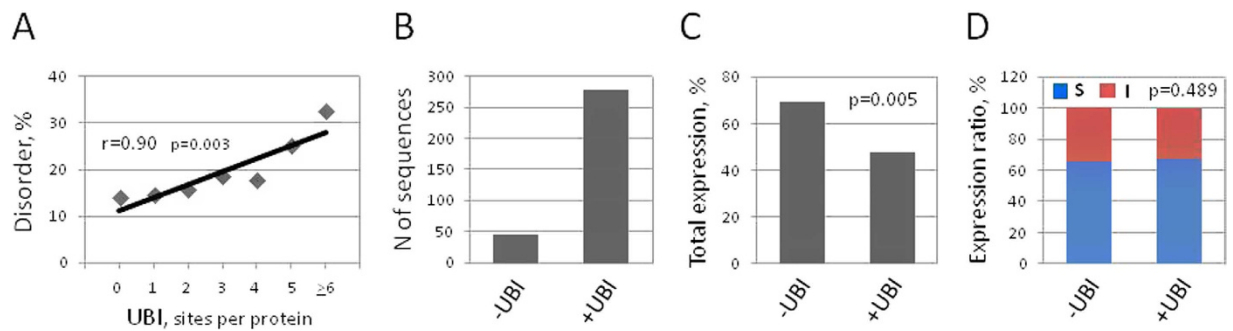 A
Disorder, %
40
30
20
10
0
r=0.90 p=0.003
0 1 2 3 4 5 ≥6
UBI, sites per protein
B
N of sequences
300
250
200
150
100
50
0
-UBI +UBI
C
Total expression, %
80
60
40
20
0
p=0.005
-UBI +UBI
D
Expression ratio, %
120
100
80
60
40
20
0
S I p=0.489
-UBI +UBI